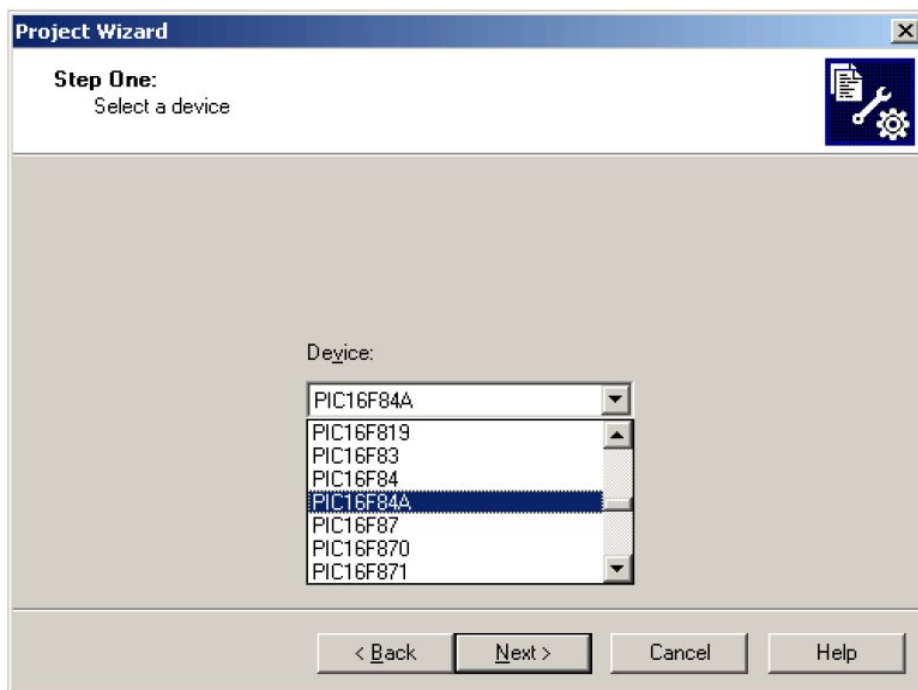 Project Wizard
Step One:
Select a device
Device:
PIC16F84A
PIC16F819
PIC16F83
PIC16F84
PIC16F84A
PIC16F87
PIC16F870
PIC16F871
< Back Next > Cancel Help